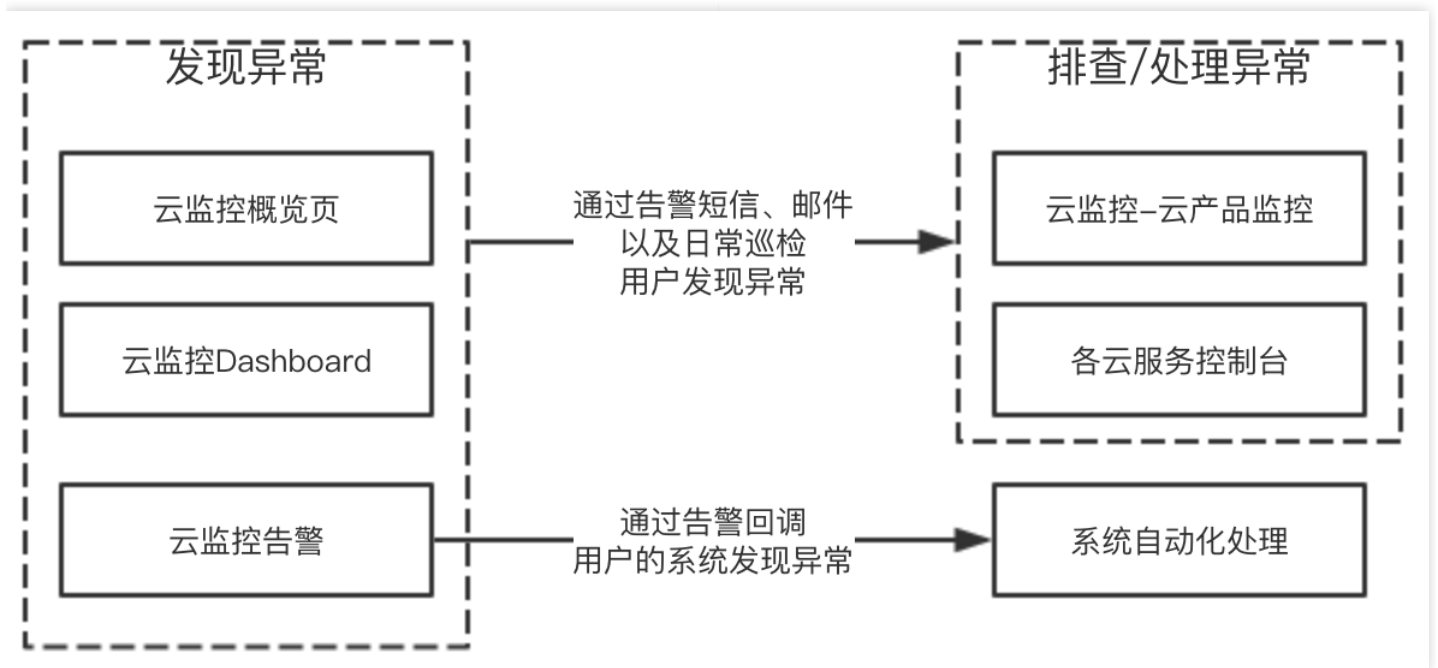 发现异常
云监控概览页
云监控Dashboard
云监控告警
通过告警短信、邮件
以及日常巡检
用户发现异常
通过告警回调
用户的系统发现异常
排查/处理异常
云监控-云产品监控
各云服务控制台
系统自动化处理